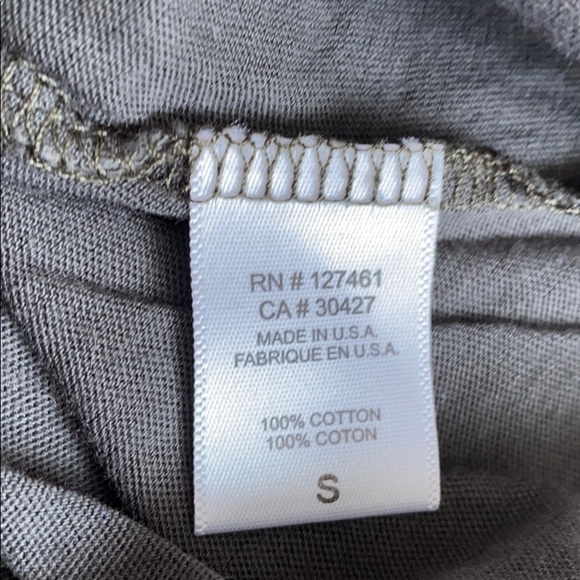 RN # 127461
CA # 30427
MADE IN U.S.A.
FABRIQUE EN U.S.A.
100% COTTON
100% COTON
S